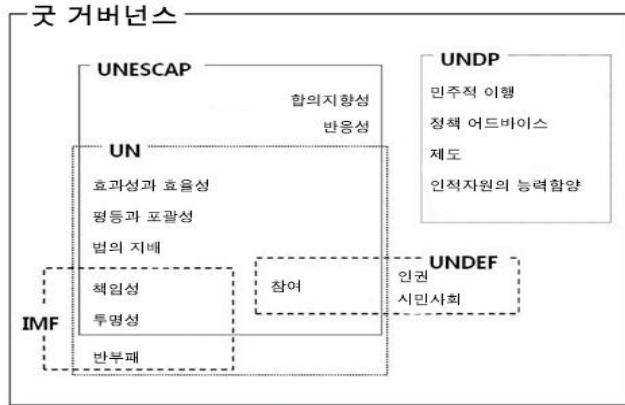 굿 거버넌스
UNESCAP
합의지향성
반응성
UN
효과성과 효율성
평등과 포괄성
법의 지배
책임성
투명성
반부패
IMF
참여
UNDEF
인권
시민사회
UNDP
민주적 이행
정책 어드바이스
제도
인적자원의 능력함양